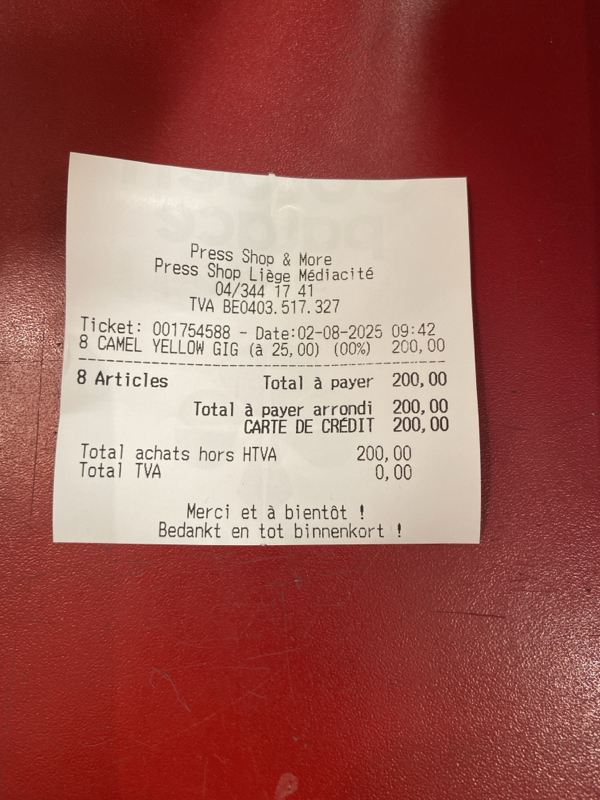 Press Shop & More
Press Shop Liège Médiacité
04/344 17 41
TVA BE0403.517.327
Ticket: 001754588 - Date:02-08-2025 09:42
8 CAMEL YELLOW GIG (à 25,00) (00%) 200,00
8 Articles Total à payer 200,00
Total à payer arrondi 200,00
CARTE DE CRÉDIT 200,00
Total achats hors HTVA 200,00
Total TVA 0,00
Merci et à bientôt !
Bedankt en tot binnenkort !